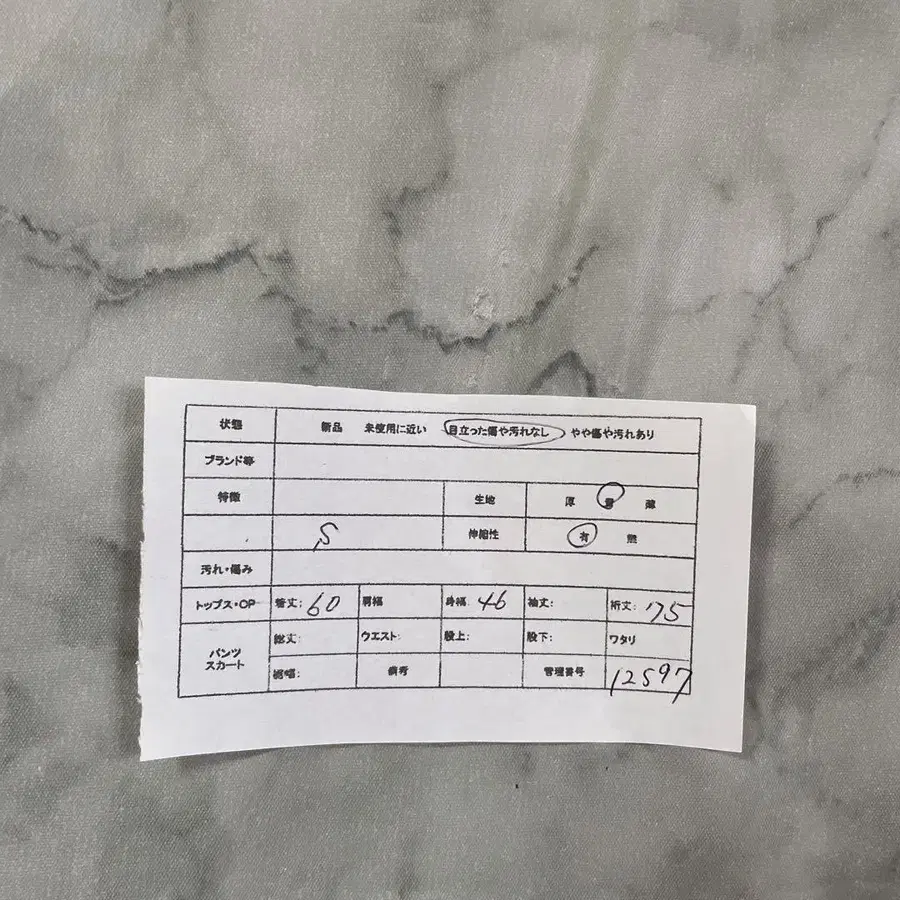 状態 新品 未使用に近い 目立った傷や汚れなし やや傷や汚れあり
ブランド等
特徴 生地 厚 普 薄
S 伸縮性 有 無
汚れ・傷み
トップス・OP 着丈: 60 肩幅 身幅 46 袖丈: 裄丈: 75
パンツ スカート 総丈: ウエスト: 股上: 股下: ワタリ
裾幅: 備考 管理番号 12597